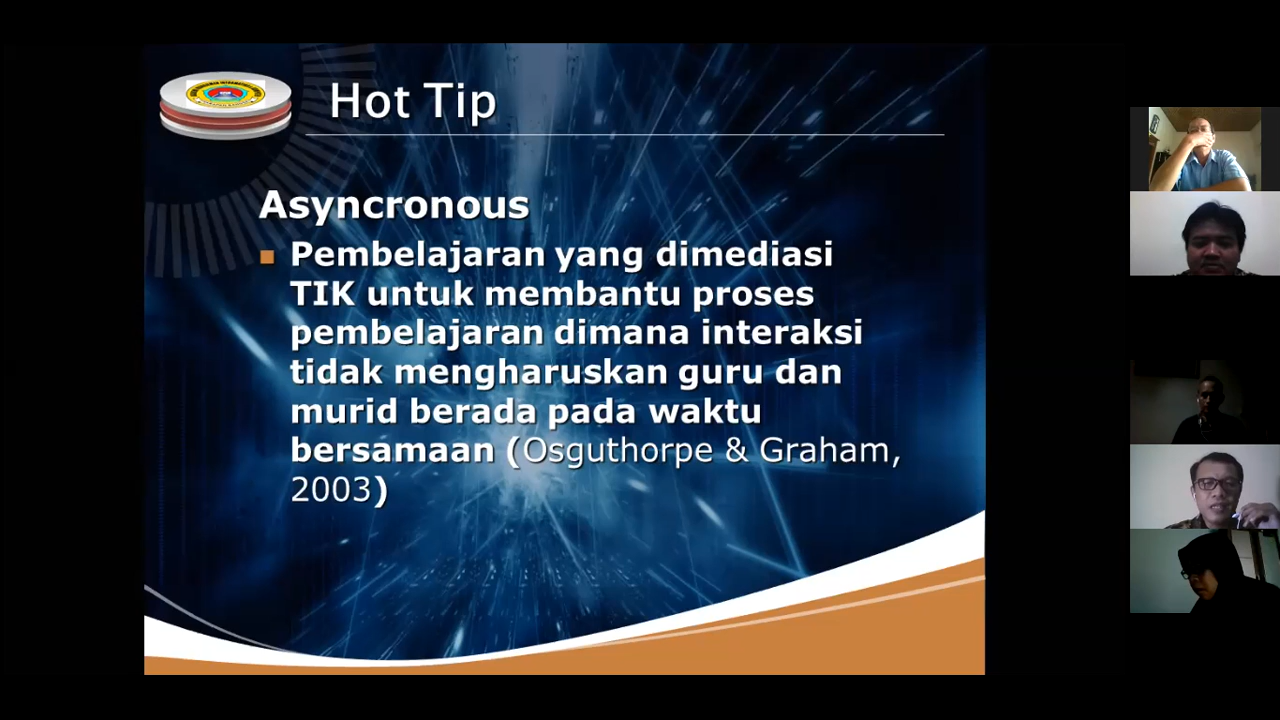 Hot Tip
Asyncronous
Pembelajaran yang dimediasi
TIK untuk membantu proses
pembelajaran dimana interaksi
tidak mengharuskan guru dan
murid berada pada waktu
bersamaan (Osguthorpe & Graham,
2003)